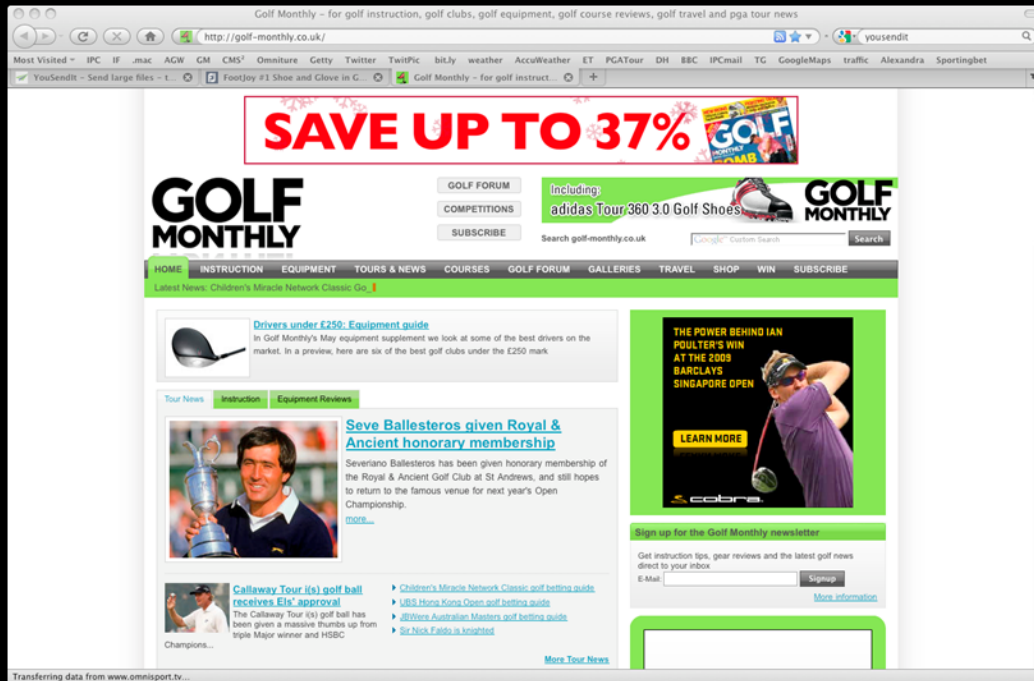 Golf Monthly – for golf instruction, golf clubs, golf equipment, golf course reviews, golf travel and pga tour news
http://golf-monthly.co.uk/
yousendit
Most Visited IPC IF .mac AGW GM CMS² Omniture Getty Twitter TwitPic bit.ly weather AccuWeather ET PGATour DH BBC IPCmail TG GoogleMaps traffic Alexandra Sportingbet
YouSendIt – Send large files – t...
FootJoy #1 Shoe and Glove in G...
Golf Monthly – for golf instruct...
SAVE UP TO 37%
GOLF
MONTHLY
BOMB
GOLF
MONTHLY
GOLF FORUM
COMPETITIONS
SUBSCRIBE
Including:
adidas Tour 360 3.0 Golf Shoes
GOLF
MONTHLY
Search golf-monthly.co.uk
Google™ Custom Search
Search
HOME INSTRUCTION EQUIPMENT TOURS & NEWS COURSES GOLF FORUM GALLERIES TRAVEL SHOP WIN SUBSCRIBE
Latest News: Children's Miracle Network Classic Go_
Drivers under £250: Equipment guide
In Golf Monthly's May equipment supplement we look at some of the best drivers on the
market. In a preview, here are six of the best golf clubs under the £250 mark
Tour News Instruction Equipment Reviews
Seve Ballesteros given Royal &
Ancient honorary membership
Severiano Ballesteros has been given honorary membership of
the Royal & Ancient Golf Club at St Andrews, and still hopes
to return to the famous venue for next year's Open
Championship.
more...
Callaway Tour i(s) golf ball
receives Els' approval
The Callaway Tour i(s) golf ball has
been given a massive thumbs up from
triple Major winner and HSBC
Champions...
Children's Miracle Network Classic golf betting guide
UBS Hong Kong Open golf betting guide
JBWere Australian Masters golf betting guide
Sir Nick Faldo is knighted
More Tour News
THE POWER BEHIND IAN
POULTER'S WIN
AT THE 2009
BARCLAYS
SINGAPORE OPEN
LEARN MORE
cobra
Sign up for the Golf Monthly newsletter
Get instruction tips, gear reviews and the latest golf news
direct to your inbox
E-Mail:
Signup
More information
Transferring data from www.omnisport.tv...